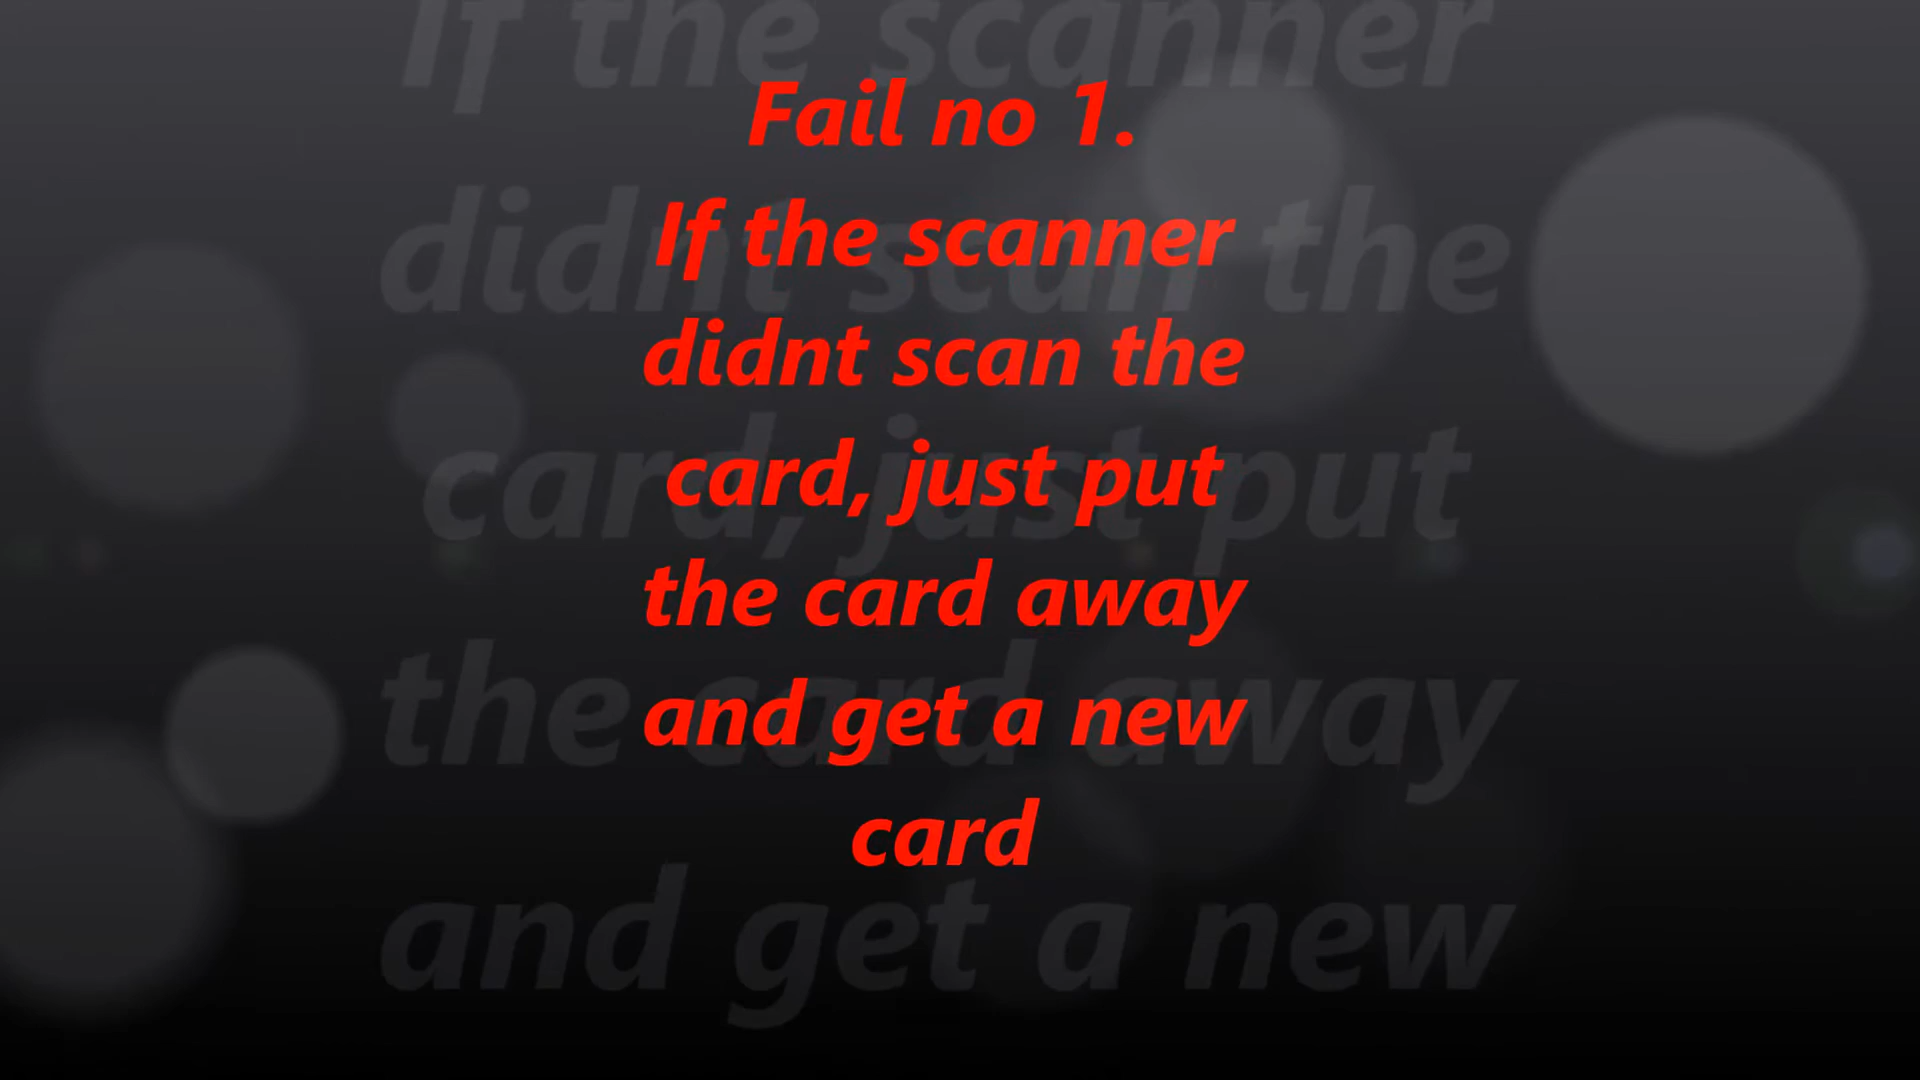 Fail no 1.
If the scanner
didnt scan the
card, just put
the card away
and get a new
card